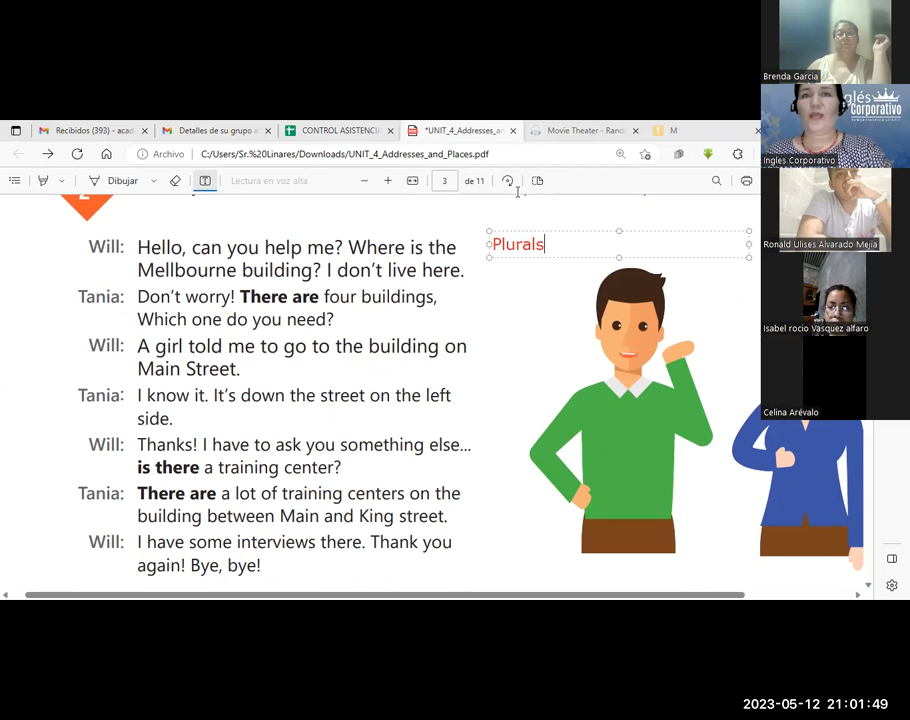 Recibidos (393) - aca
Detalles de su grupo a
CONTROL ASISTENCIA
*UNIT_4_Addresses_an
Movie Theater - Rand
M
Archivo
C:/Users/Sr.%20Linares/Downloads/UNIT_4_Addresses_and_Places.pdf
Dibujar
Lectura en voz alta
3
de 11
Plurals
Will: Hello, can you help me? Where is the
Mellbourne building? I don't live here.
Tania: Don't worry! There are four buildings,
Which one do you need?
Will: A girl told me to go to the building on
Main Street.
Tania: I know it. It's down the street on the left
side.
Will: Thanks! I have to ask you something else...
is there a training center?
Tania: There are a lot of training centers on the
building between Main and King street.
Will: I have some interviews there. Thank you
again! Bye, bye!
Brenda Garcia
glés
Corporativo
Ingles Corporativo
Ronald Ulises Alvarado Mejia
Isabel rocio Vasquez alfaro
Celina Arévalo
2023-05-12 21:01:49